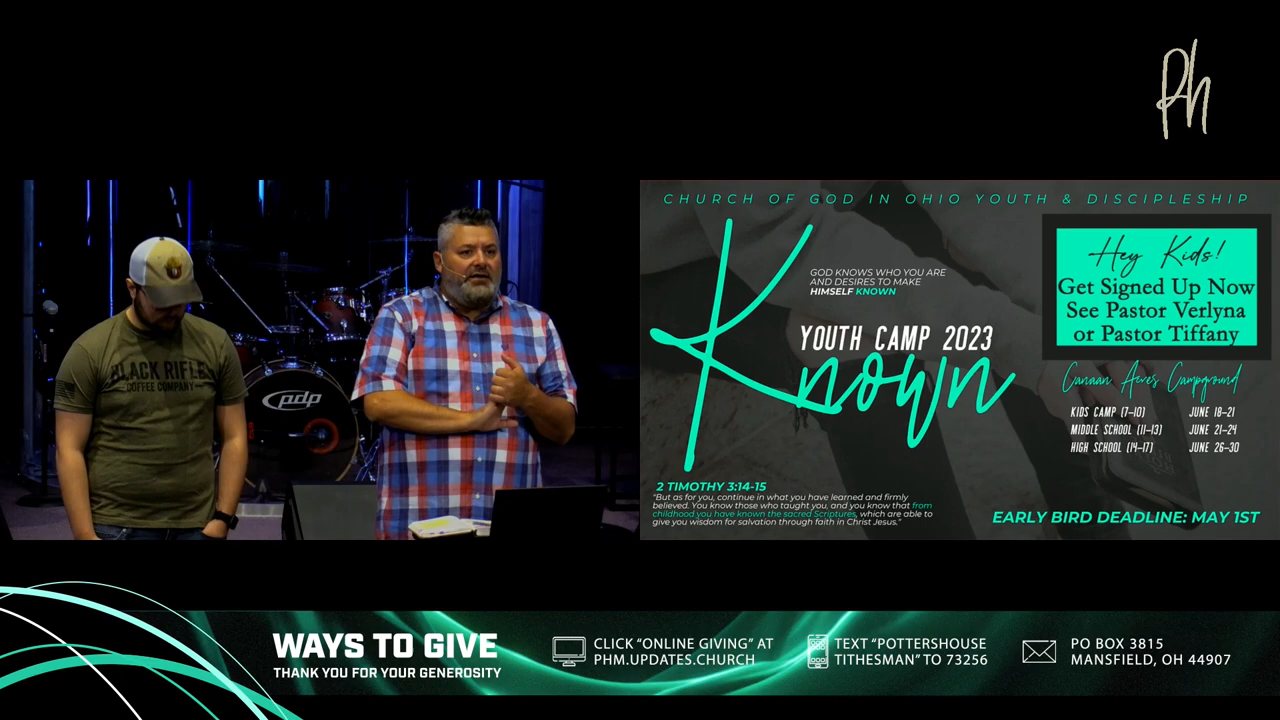 Ph
BLACK RIFLE
COFFEE COMPANY
pdp
CHURCH OF GOD IN OHIO YOUTH & DISCIPLESHIP
GOD KNOWS WHO YOU ARE
AND DESIRES TO MAKE
HIMSELF KNOWN
YOUTH CAMP 2023
Known
Hey Kids!
Get Signed Up Now
See Pastor Verlyna
or Pastor Tiffany
Canaan Acres Campground
KIDS CAMP (7-10) JUNE 18-21
MIDDLE SCHOOL (11-13) JUNE 21-24
HIGH SCHOOL (14-17) JUNE 26-30
2 TIMOTHY 3:14-15
"But as for you, continue in what you have learned and firmly
believed. You know those who taught you, and you know that from
childhood you have known the sacred Scriptures, which are able to
give you wisdom for salvation through faith in Christ Jesus."
EARLY BIRD DEADLINE: MAY 1ST
WAYS TO GIVE
THANK YOU FOR YOUR GENEROSITY
CLICK "ONLINE GIVING" AT
PHM.UPDATES.CHURCH
TEXT "POTTERSHOUSE
TITHESMAN" TO 73256
PO BOX 3815
MANSFIELD, OH 44907